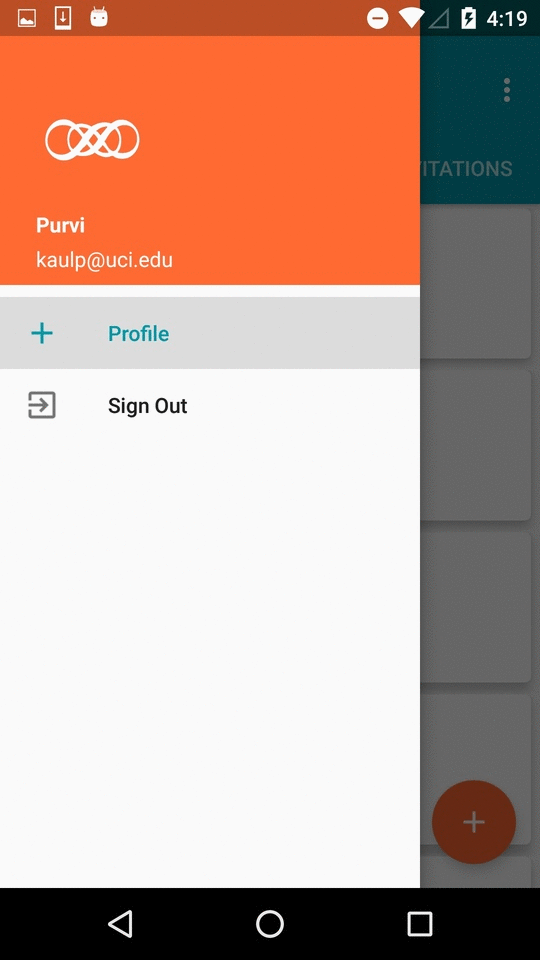 4:19
ITATIONS
Purvi
kaulp@uci.edu
Profile
Sign Out